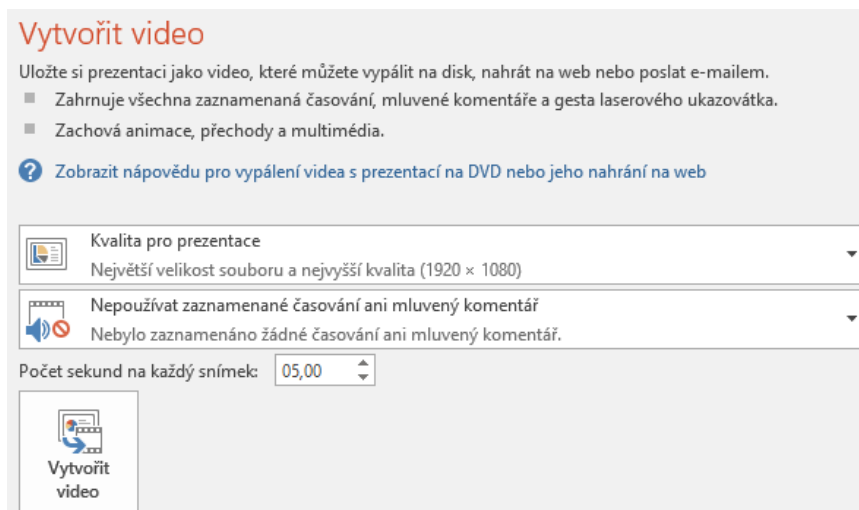 Vytvořit video
Uložte si prezentaci jako video, které můžete vypálit na disk, nahrát na web nebo poslat e-mailem.
Zahrnuje všechna zaznamenaná časování, mluvené komentáře a gesta laserového ukazovátka.
Zachová animace, přechody a multimédia.
? Zobrazit nápovědu pro vypálení videa s prezentací na DVD nebo jeho nahrání na web
Kvalita pro prezentace
Největší velikost souboru a nejvyšší kvalita (1920 × 1080)
Nepoužívat zaznamenané časování ani mluvený komentář
Nebylo zaznamenáno žádné časování ani mluvený komentář.
Počet sekund na každý snímek: 05,00
Vytvořit
video